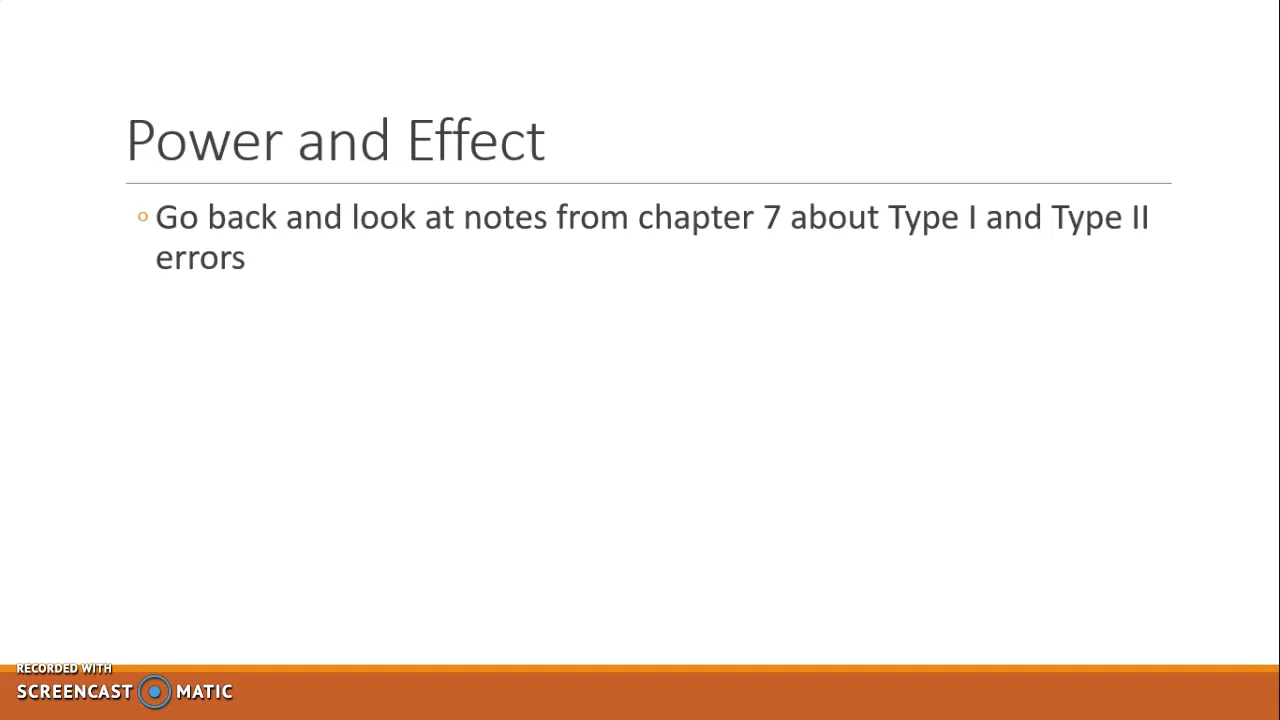 Power and Effect
Go back and look at notes from chapter 7 about Type I and Type II
errors
RECORDED WITH
SCREENCAST MATIC